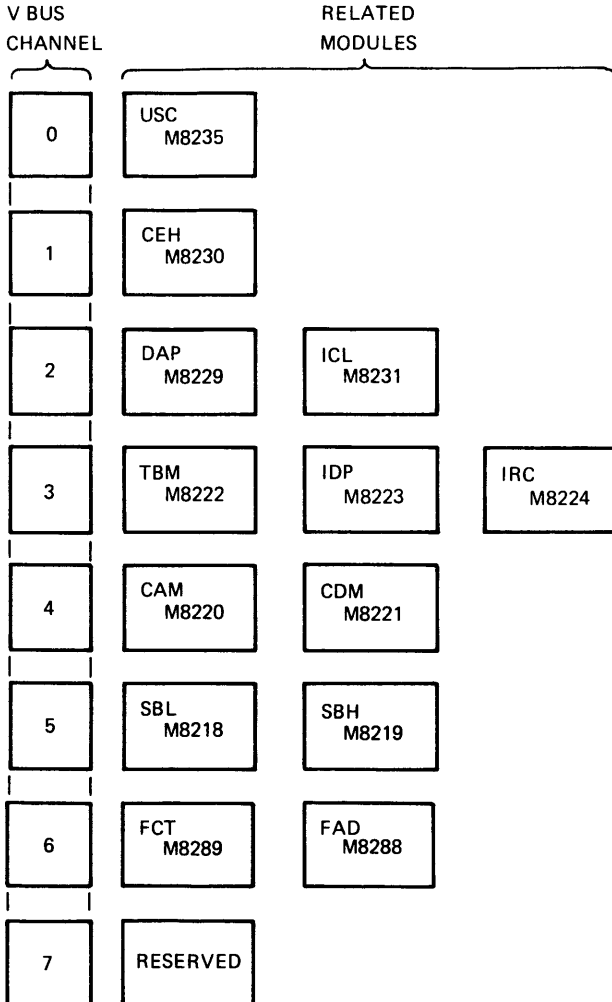 V BUS
CHANNEL
RELATED
MODULES
0
USC
M8235
1
CEH
M8230
2
DAP
M8229
ICL
M8231
3
TBM
M8222
IDP
M8223
IRC
M8224
4
CAM
M8220
CDM
M8221
5
SBL
M8218
SBH
M8219
6
FCT
M8289
FAD
M8288
7
RESERVED